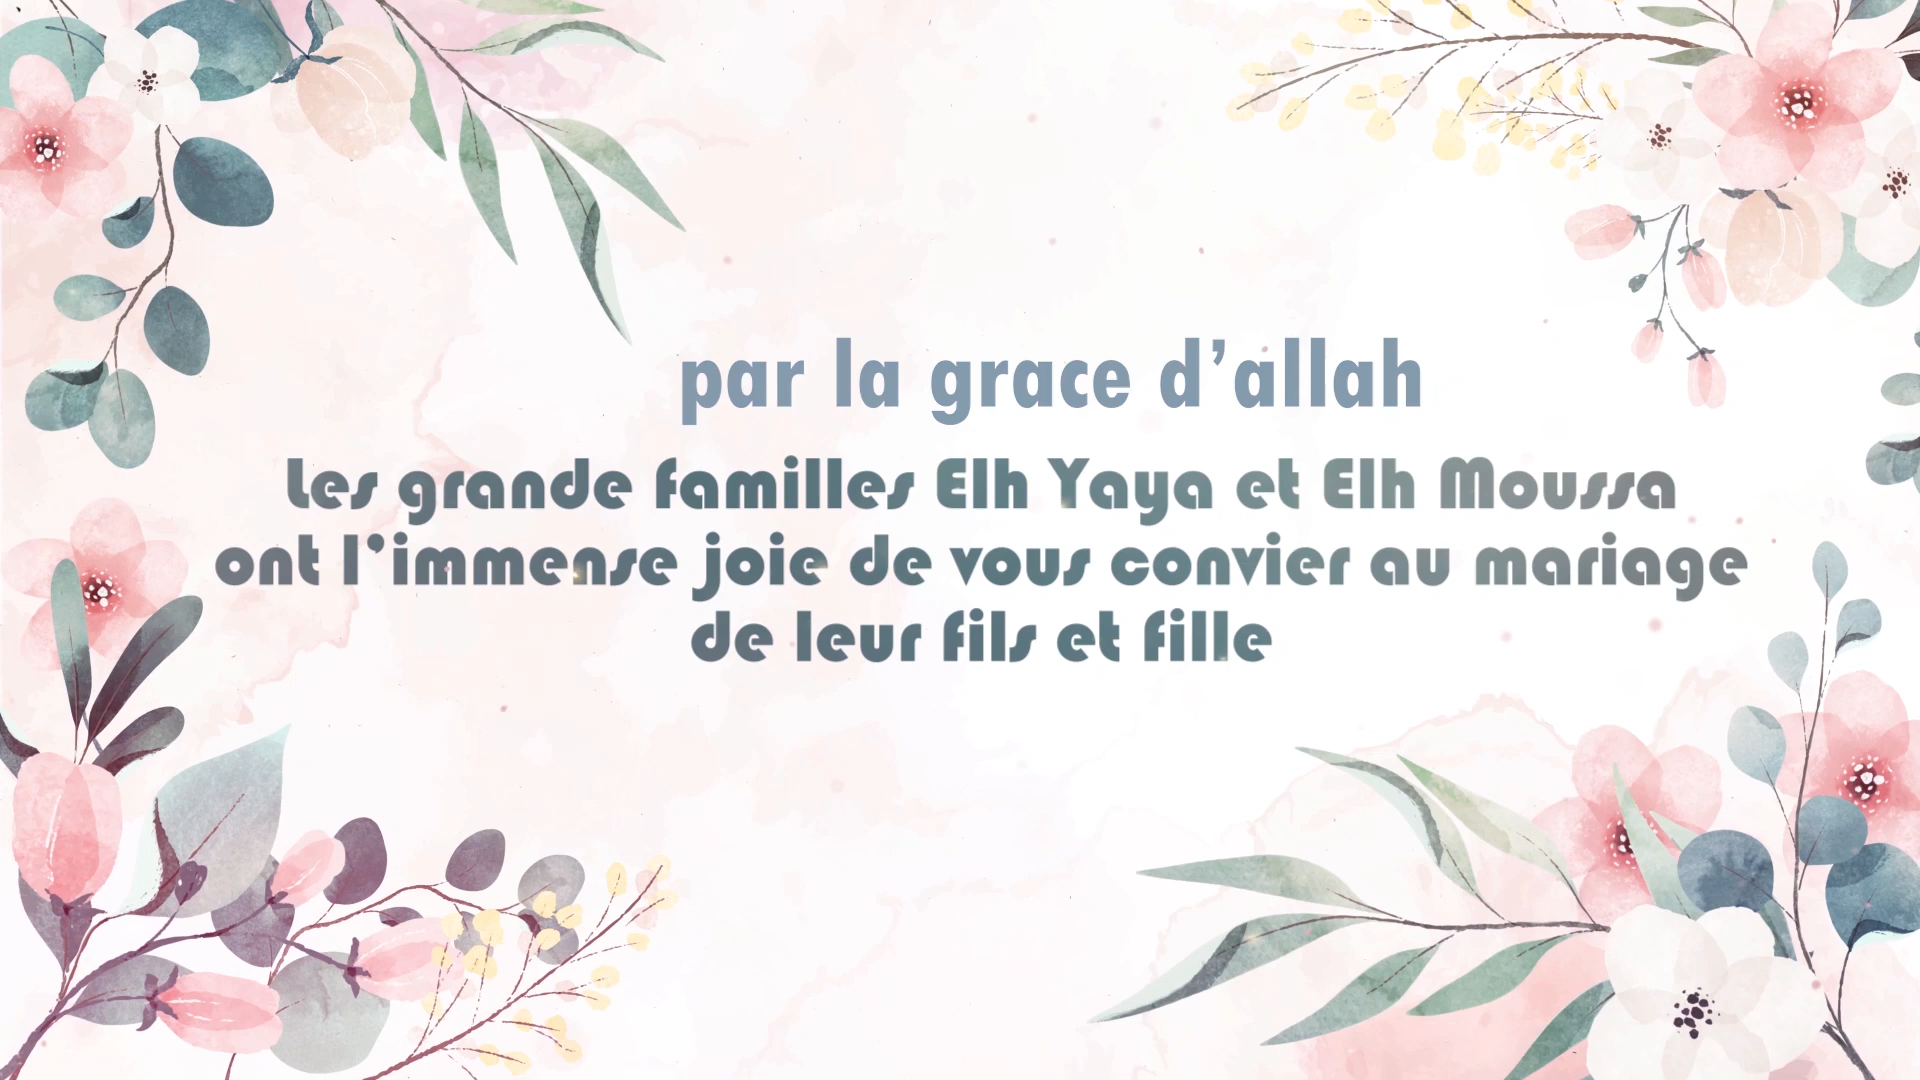 par la grace d’allah
Les grande familles Elh Yaya et Elh Moussa
ont l’immense joie de vous convier au mariage
de leur fils et fille